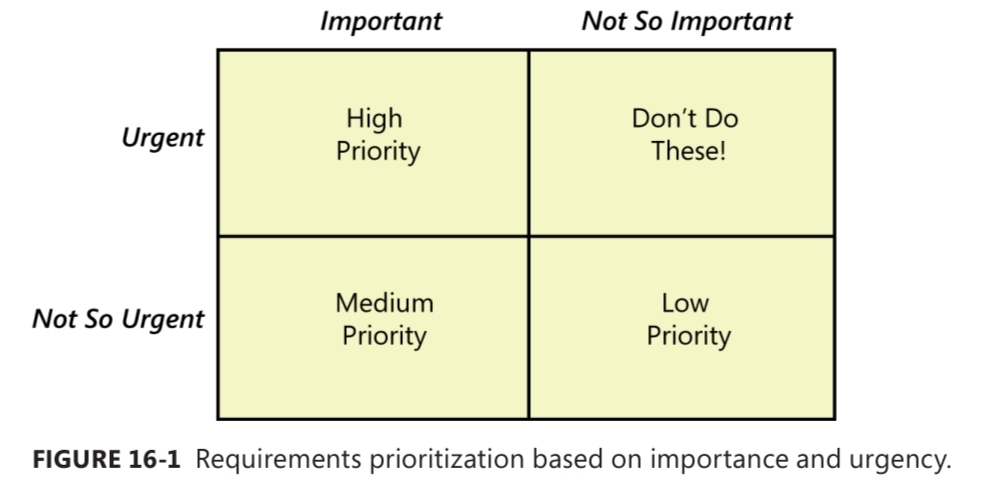 Important Not So Important
Urgent
High
Priority
Don’t Do
These!
Not So Urgent
Medium
Priority
Low
Priority
FIGURE 16-1 Requirements prioritization based on importance and urgency.